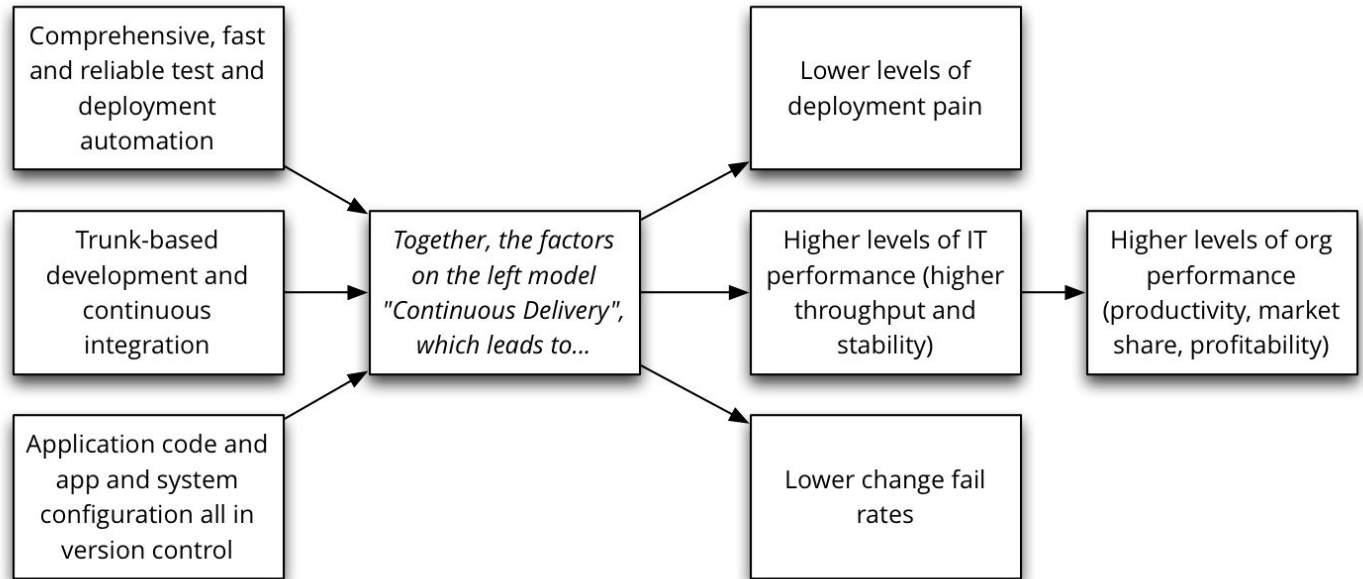 Comprehensive, fast
and reliable test and
deployment
automation
Trunk-based
development and
continuous
integration
Application code and
app and system
configuration all in
version control
Together, the factors
on the left model
"Continuous Delivery",
which leads to...
Lower levels of
deployment pain
Higher levels of IT
performance (higher
throughput and
stability)
Lower change fail
rates
Higher levels of org
performance
(productivity, market
share, profitability)